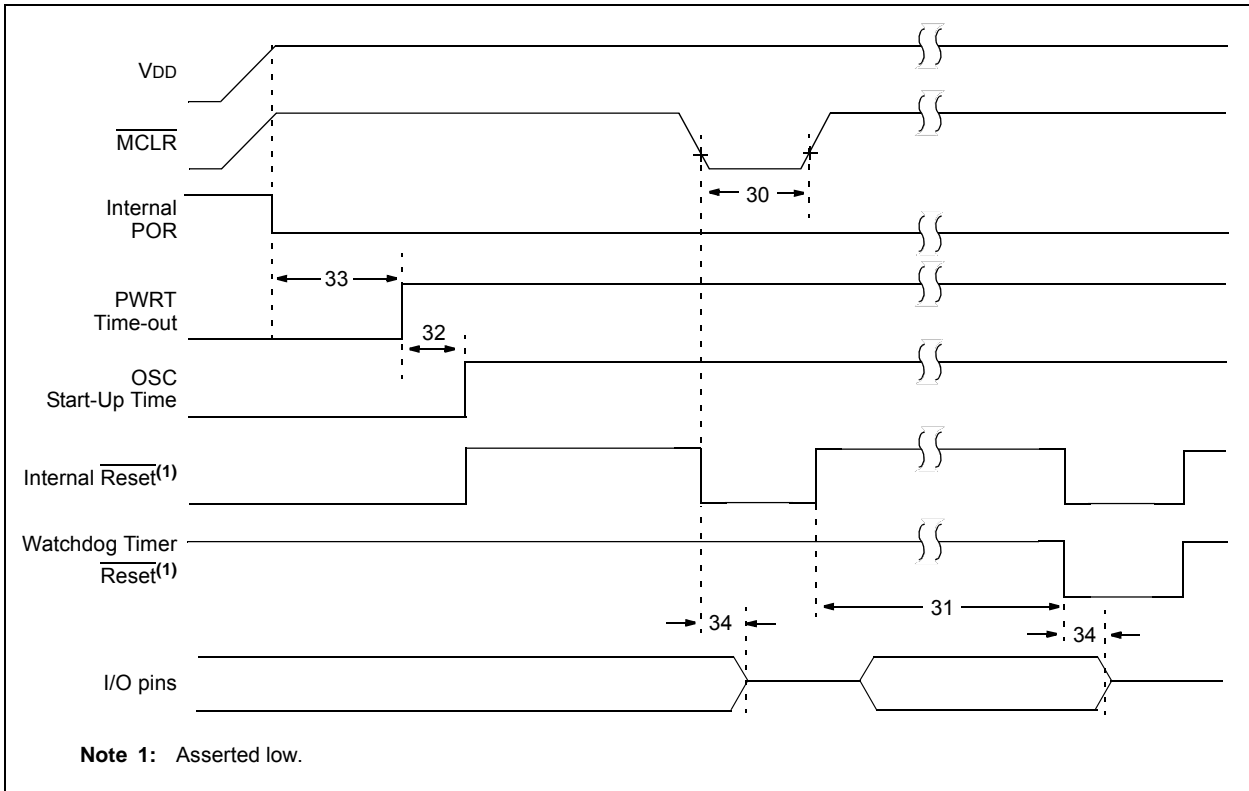 VDD
MCLR
30
Internal
POR
33
PWRT
Time-out
32
OSC
Start-Up Time
Internal Reset(1)
Watchdog Timer
Reset(1)
31
34
34
I/O pins
Note 1: Asserted low.